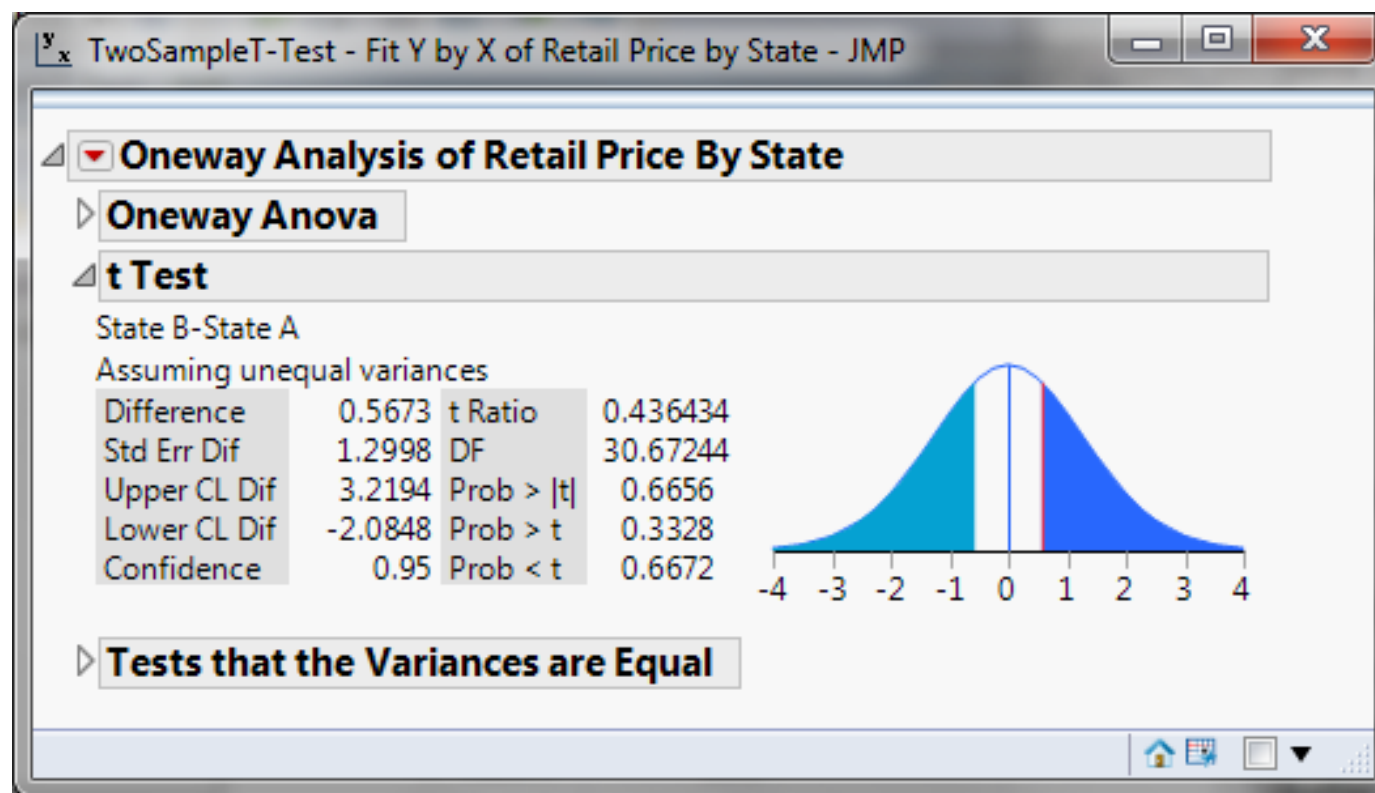 y x TwoSampleT-Test - Fit Y by X of Retail Price by State - JMP
Oneway Analysis of Retail Price By State
Oneway Anova
t Test
State B-State A
Assuming unequal variances
Difference 0.5673 t Ratio 0.436434
Std Err Dif 1.2998 DF 30.67244
Upper CL Dif 3.2194 Prob > |t| 0.6656
Lower CL Dif -2.0848 Prob > t 0.3328
Confidence 0.95 Prob < t 0.6672
-4 -3 -2 -1 0 1 2 3 4
Tests that the Variances are Equal